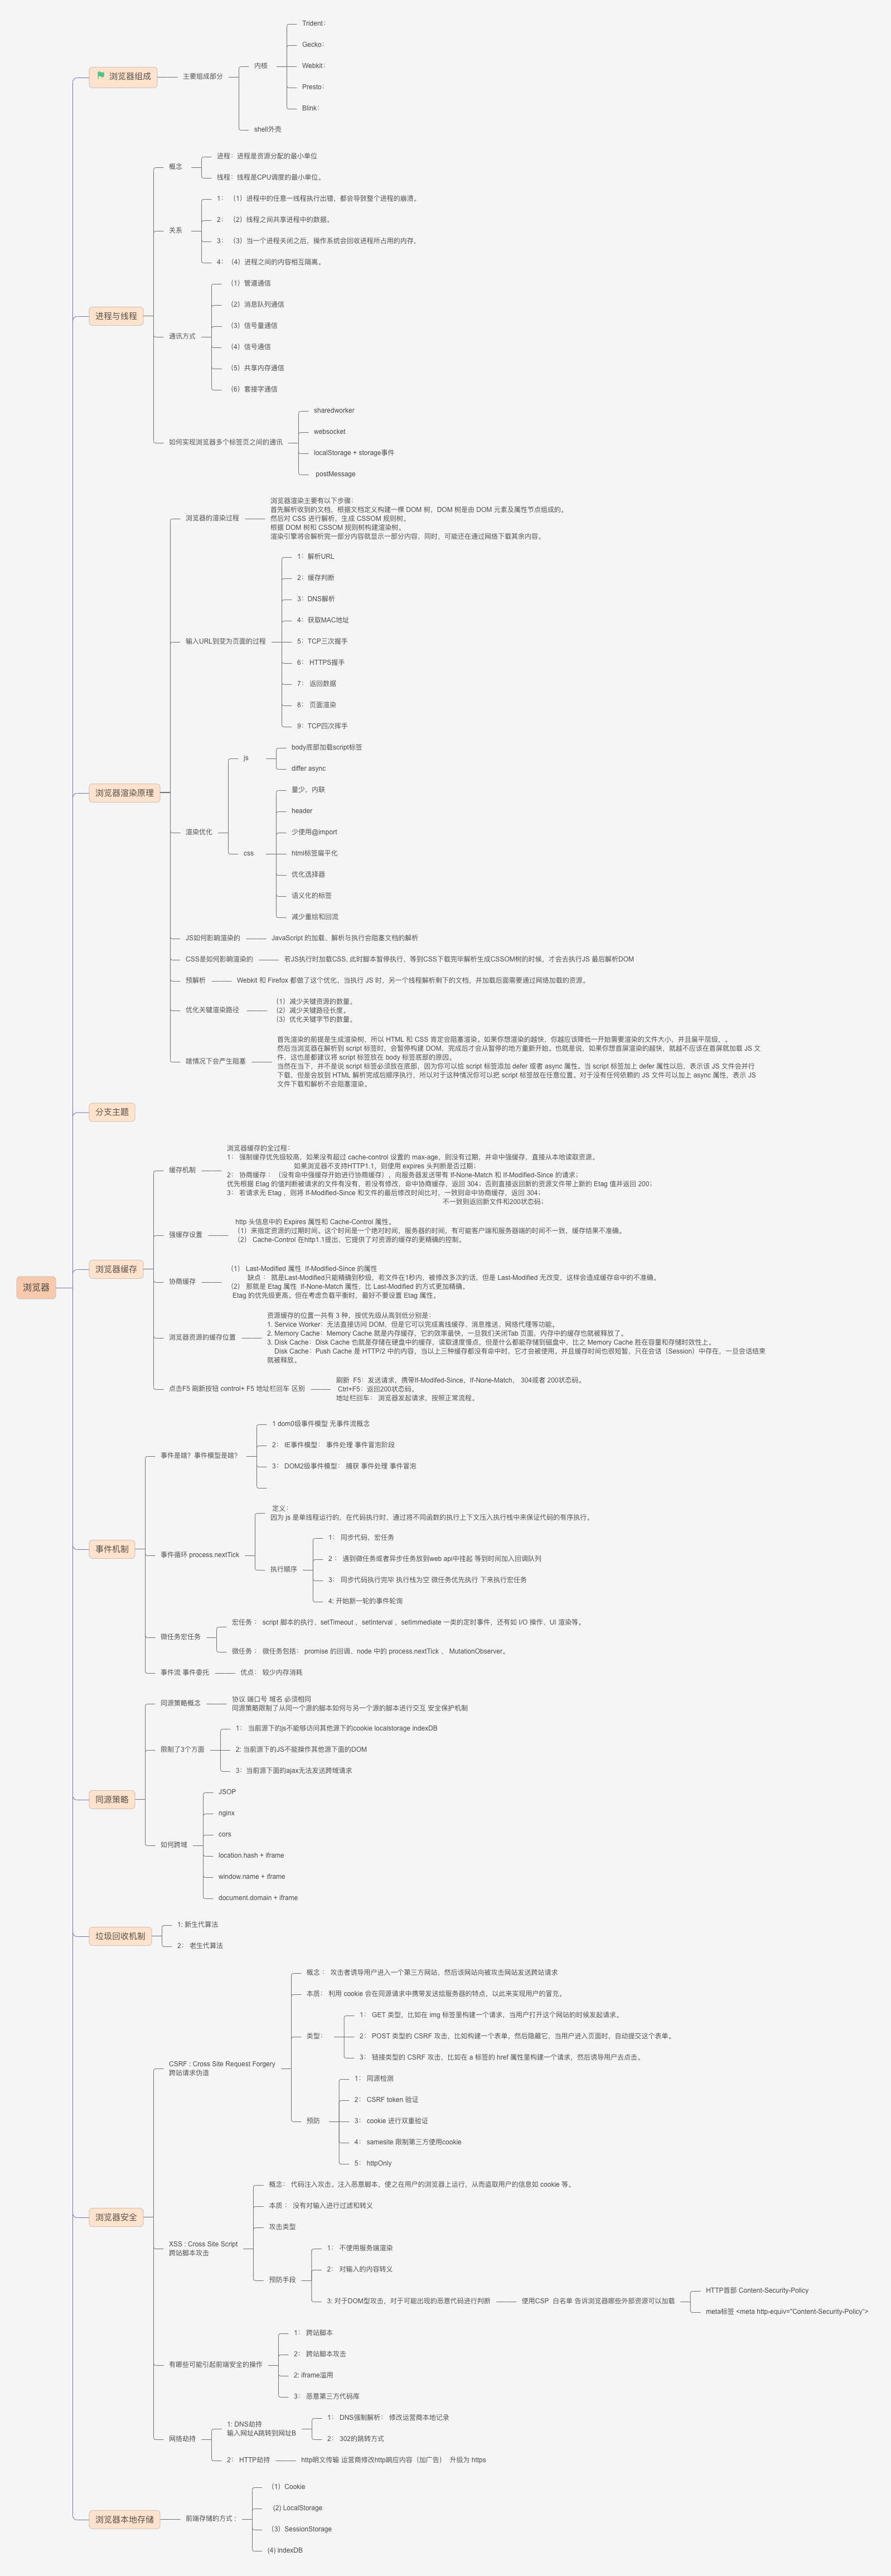 浏览器
浏览器组成
主要组成部分
内核
Trident：
Gecko：
Webkit：
Presto：
Blink：
shell外壳
进程与线程
概念
进程：进程是资源分配的最小单位
线程：线程是CPU调度的最小单位。
关系
1： （1）进程中的任意一线程执行出错，都会导致整个进程的崩溃。
2： （2）线程之间共享进程中的数据。
3： （3）当一个进程关闭之后，操作系统会回收进程所占用的内存。
4： （4）进程之间的内容相互隔离。
通讯方式
（1）管道通信
（2）消息队列通信
（3）信号量通信
（4）信号通信
（5）共享内存通信
（6）套接字通信
如何实现浏览器多个标签页之间的通讯
sharedworker
websocket
localStorage + storage事件
postMessage
浏览器渲染原理
浏览器的渲染过程
浏览器渲染主要有以下步骤：
首先解析收到的文档，根据文档定义构建一棵 DOM 树，DOM 树是由 DOM 元素及属性节点组成的。
然后对 CSS 进行解析，生成 CSSOM 规则树。
根据 DOM 树和 CSSOM 规则树构建渲染树。
渲染引擎将会解析完一部分内容就显示一部分内容，同时，可能还在通过网络下载其余内容。
输入URL到变为页面的过程
1：解析URL
2：缓存判断
3：DNS解析
4：获取MAC地址
5：TCP三次握手
6： HTTPS握手
7： 返回数据
8： 页面渲染
9：TCP四次挥手
渲染优化
js
body底部加载script标签
differ async
css
量少，内联
header
少使用@import
html标签扁平化
优化选择器
语义化的标签
减少重绘和回流
JS如何影响渲染的
JavaScript 的加载、解析与执行会阻塞文档的解析
CSS是如何影响渲染的
若JS执行时加载CSS, 此时脚本暂停执行，等到CSS下载完毕解析生成CSSOM树的时候，才会去执行JS 最后解析DOM
预解析
Webkit 和 Firefox 都做了这个优化，当执行 JS 时，另一个线程解析剩下的文档，并加载后面需要通过网络加载的资源。
优化关键渲染路径
（1）减少关键资源的数量。
（2）减少关键路径长度。
（3）优化关键字节的数量。
啥情况下会产生阻塞
首先渲染的前提是生成渲染树，所以 HTML 和 CSS 肯定会阻塞渲染。如果你想渲染的越快，你越应该降低一开始需要渲染的文件大小，并且扁平层级，。
然后当浏览器在解析到 script 标签时，会暂停构建 DOM，完成后才会从暂停的地方重新开始。也就是说，如果你想首屏渲染的越快，就越不应该在首屏就加载 JS 文
件，这也是都建议将 script 标签放在 body 标签底部的原因。
当然在当下，并不是说 script 标签必须放在底部，因为你可以给 script 标签添加 defer 或者 async 属性。当 script 标签加上 defer 属性以后，表示该 JS 文件会并行
下载，但是会放到 HTML 解析完成后顺序执行，所以对于这种情况你可以把 script 标签放在任意位置。对于没有任何依赖的 JS 文件可以加上 async 属性，表示 JS
文件下载和解析不会阻塞渲染。
分支主题
浏览器缓存
缓存机制
浏览器缓存的全过程：
1： 强制缓存优先级较高，如果没有超过 cache-control 设置的 max-age，则没有过期，并命中强缓存，直接从本地读取资源。
如果浏览器不支持HTTP1.1，则使用 expires 头判断是否过期；
2： 协商缓存：（没有命中强缓存开始进行协商缓存），向服务器发送带有 If-None-Match 和 If-Modified-Since 的请求；
优先根据 Etag 的值判断被请求的文件有没有，若没有修改，命中协商缓存，返回 304；否则直接返回新的资源文件带上新的 Etag 值并返回 200；
3： 若请求无 Etag ，则将 If-Modified-Since 和文件的最后修改时间比对，一致则命中协商缓存，返回 304；
不一致则返回新文件和200状态码；
强缓存设置
http 头信息中的 Expires 属性和 Cache-Control 属性。
（1）来指定资源的过期时间。这个时间是一个绝对时间，服务器的时间，有可能客户端和服务器端的时间不一致，缓存结果不准确。
（2） Cache-Control 在http1.1提出，它提供了对资源的缓存的更精确的控制。
协商缓存
（1） Last-Modified 属性 If-Modified-Since 的属性
缺点 ： 就是Last-Modified只能精确到秒级，若文件在1秒内，被修改多次的话，但是 Last-Modified 无改变，这样会造成缓存命中的不准确。
（2） 那就是 Etag 属性 If-None-Match 属性，比 Last-Modified 的方式更加精确。
Etag 的优先级更高，但在考虑负载平衡时，最好不要设置 Etag 属性。
浏览器资源的缓存位置
资源缓存的位置一共有 3 种，按优先级从高到低分别是：
1. Service Worker：无法直接访问 DOM，但是它可以完成离线缓存、消息推送、网络代理等功能。
2. Memory Cache：Memory Cache 就是内存缓存，它的效率最快，一旦我们关闭Tab 页面，内存中的缓存也就被释放了。
3. Disk Cache：Disk Cache 也就是存储在硬盘中的缓存，读取速度慢点，但是什么都能存储到磁盘中，比之 Memory Cache 胜在容量和存储时效性上。
Disk Cache：Push Cache 是 HTTP/2 中的内容，当以上三种缓存都没有命中时，它才会被使用。并且缓存时间也很短暂，只在会话（Session）中存在，一旦会话结束
就被释放。
点击F5 刷新按钮 control+ F5 地址栏回车 区别
刷新 F5：发送请求，携带If-Modifed-Since，If-None-Match， 304或者 200状态码。
Ctrl+F5：返回200状态码。
地址栏回车： 浏览器发起请求，按照正常流程。
事件机制
事件是啥？事件模型是啥？
1 dom0级事件模型 无事件流概念
2： IE事件模型： 事件处理 事件冒泡阶段
3： DOM2级事件模型： 捕获 事件处理 事件冒泡
事件循环 process.nextTick
定义：
因为 js 是单线程运行的，在代码执行时，通过将不同函数的执行上下文压入执行栈中来保证代码的有序执行。
执行顺序
1： 同步代码，宏任务
2 ： 遇到微任务或者异步任务放到web api中挂起 等到时间加入回调队列
3： 同步代码执行完毕 执行栈为空 微任务优先执行 下来执行宏任务
4: 开始新一轮的事件轮询
微任务宏任务
宏任务 ： script 脚本的执行、setTimeout ，setInterval ，setImmediate 一类的定时事件，还有如 I/O 操作、UI 渲染等。
微任务 ： 微任务包括： promise 的回调、node 中的 process.nextTick 、 MutationObserver。
事件流 事件委托
优点： 较少内存消耗
同源策略
同源策略概念
协议 端口号 域名 必须相同
同源策略限制了从同一个源的脚本如何与另一个源的脚本进行交互 安全保护机制
限制了3个方面
1： 当前源下的js不能够访问其他源下的cookie localstorage indexDB
2: 当前源下的JS不能操作其他源下面的DOM
3：当前源下面的ajax无法发送跨域请求
如何跨域
JSOP
nginx
cors
location.hash + iframe
window.name + iframe
document.domain + iframe
垃圾回收机制
1: 新生代算法
2： 老生代算法
浏览器安全
CSRF : Cross Site Request Forgery
跨站请求伪造
概念 ： 攻击者诱导用户进入一个第三方网站，然后该网站向被攻击网站发送跨站请求
本质： 利用 cookie 会在同源请求中携带发送给服务器的特点，以此来实现用户的冒充。
类型：
1： GET 类型，比如在 img 标签里构建一个请求，当用户打开这个网站的时候发起请求。
2： POST 类型的 CSRF 攻击，比如构建一个表单，然后隐藏它，当用户进入页面时，自动提交这个表单。
3： 链接类型的 CSRF 攻击，比如在 a 标签的 href 属性里构建一个请求，然后诱导用户去点击。
预防
1： 同源检测
2： CSRF token 验证
3： cookie 进行双重验证
4： samesite 限制第三方使用cookie
5： httpOnly
XSS : Cross Site Script
跨站脚本攻击
概念： 代码注入攻击。注入恶意脚本，使之在用户的浏览器上运行，从而盗取用户的信息如 cookie 等。
本质 ： 没有对输入进行过滤和转义
攻击类型
预防手段
1： 不使用服务端渲染
2： 对输入的内容转义
3: 对于DOM型攻击，对于可能出现的恶意代码进行判断
使用CSP 白名单 告诉浏览器哪些外部资源可以加载
HTTP首部 Content-Security-Policy
meta标签 <meta http-equiv="Content-Security-Policy">
有哪些可能引起前端安全的操作
1： 跨站脚本
2： 跨站脚本攻击
2: iframe滥用
3： 恶意第三方代码库
网络劫持
1: DNS劫持
输入网址A跳转到网址B
1： DNS强制解析： 修改运营商本地记录
2： 302的跳转方式
2： HTTP劫持
http明文传输 运营商修改http响应内容（加广告） 升级为 https
浏览器本地存储
前端存储的方式 ：
（1）Cookie
(2) LocalStorage
（3）SessionStorage
(4) indexDB